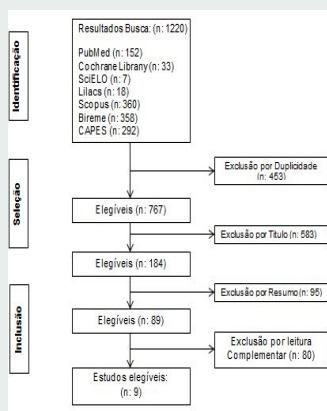 Identificação
Resultados Busca: (n: 1220)
PubMed (n: 152)
Cochrane Librany (n: 33)
SciELO (n: 7)
Lilacs (n: 18)
Scopus (n: 360)
Bireme (n: 358)
CAPES (n: 292)
Exclusão por Duplicidade
(n: 453)
Seleção
Elegíveis (n: 767)
Exclusão por Título (n: 583)
Elegíveis (n: 184)
Exclusão por Resumo (n: 95)
Inclusão
Elegíveis (n: 89)
Exclusão por leitura
Complementar (n: 80)
Estudos elegíveis:
(n: 9)